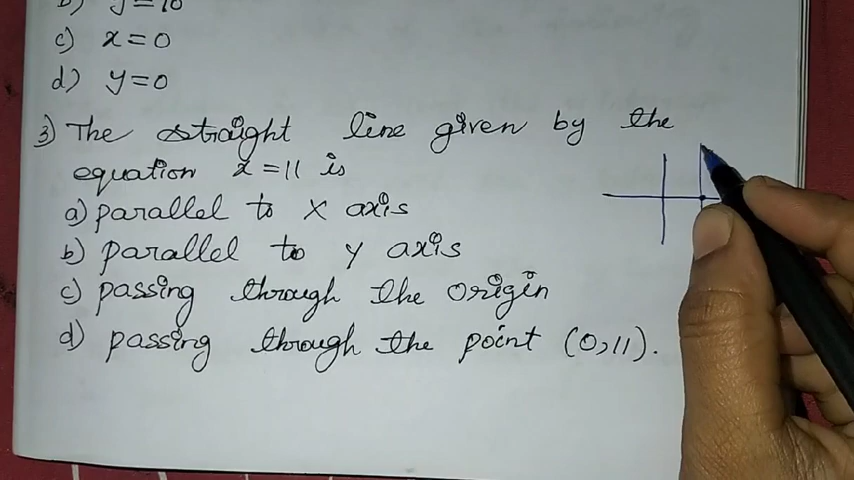 b) y=10
c) x=0
d) y=0
3) The straight line given by the
equation x=11 is
a) parallel to X axis
b) parallel to y axis
c) passing through the origin
d) passing through the point (0,11).